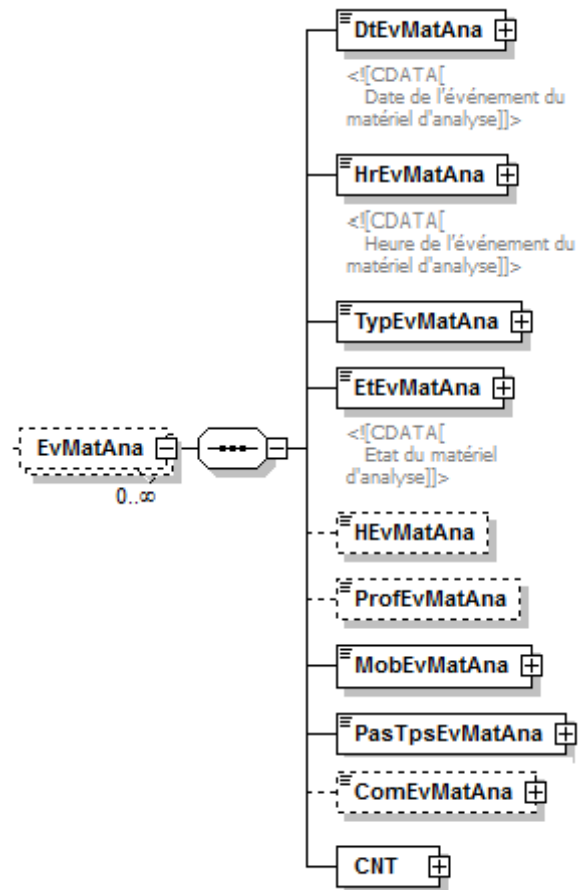 DtEvMatAna
<![CDATA[
Date de l'événement du
matériel d'analyse]]>
HrEvMatAna
<![CDATA[
Heure de l'événement du
matériel d'analyse]]>
TypEvMatAna
EtEvMatAna
<![CDATA[
Etat du matériel
d'analyse]]>
EvMatAna
0..∞
HEvMatAna
ProfEvMatAna
MobEvMatAna
PasTpsEvMatAna
ComEvMatAna
CNT